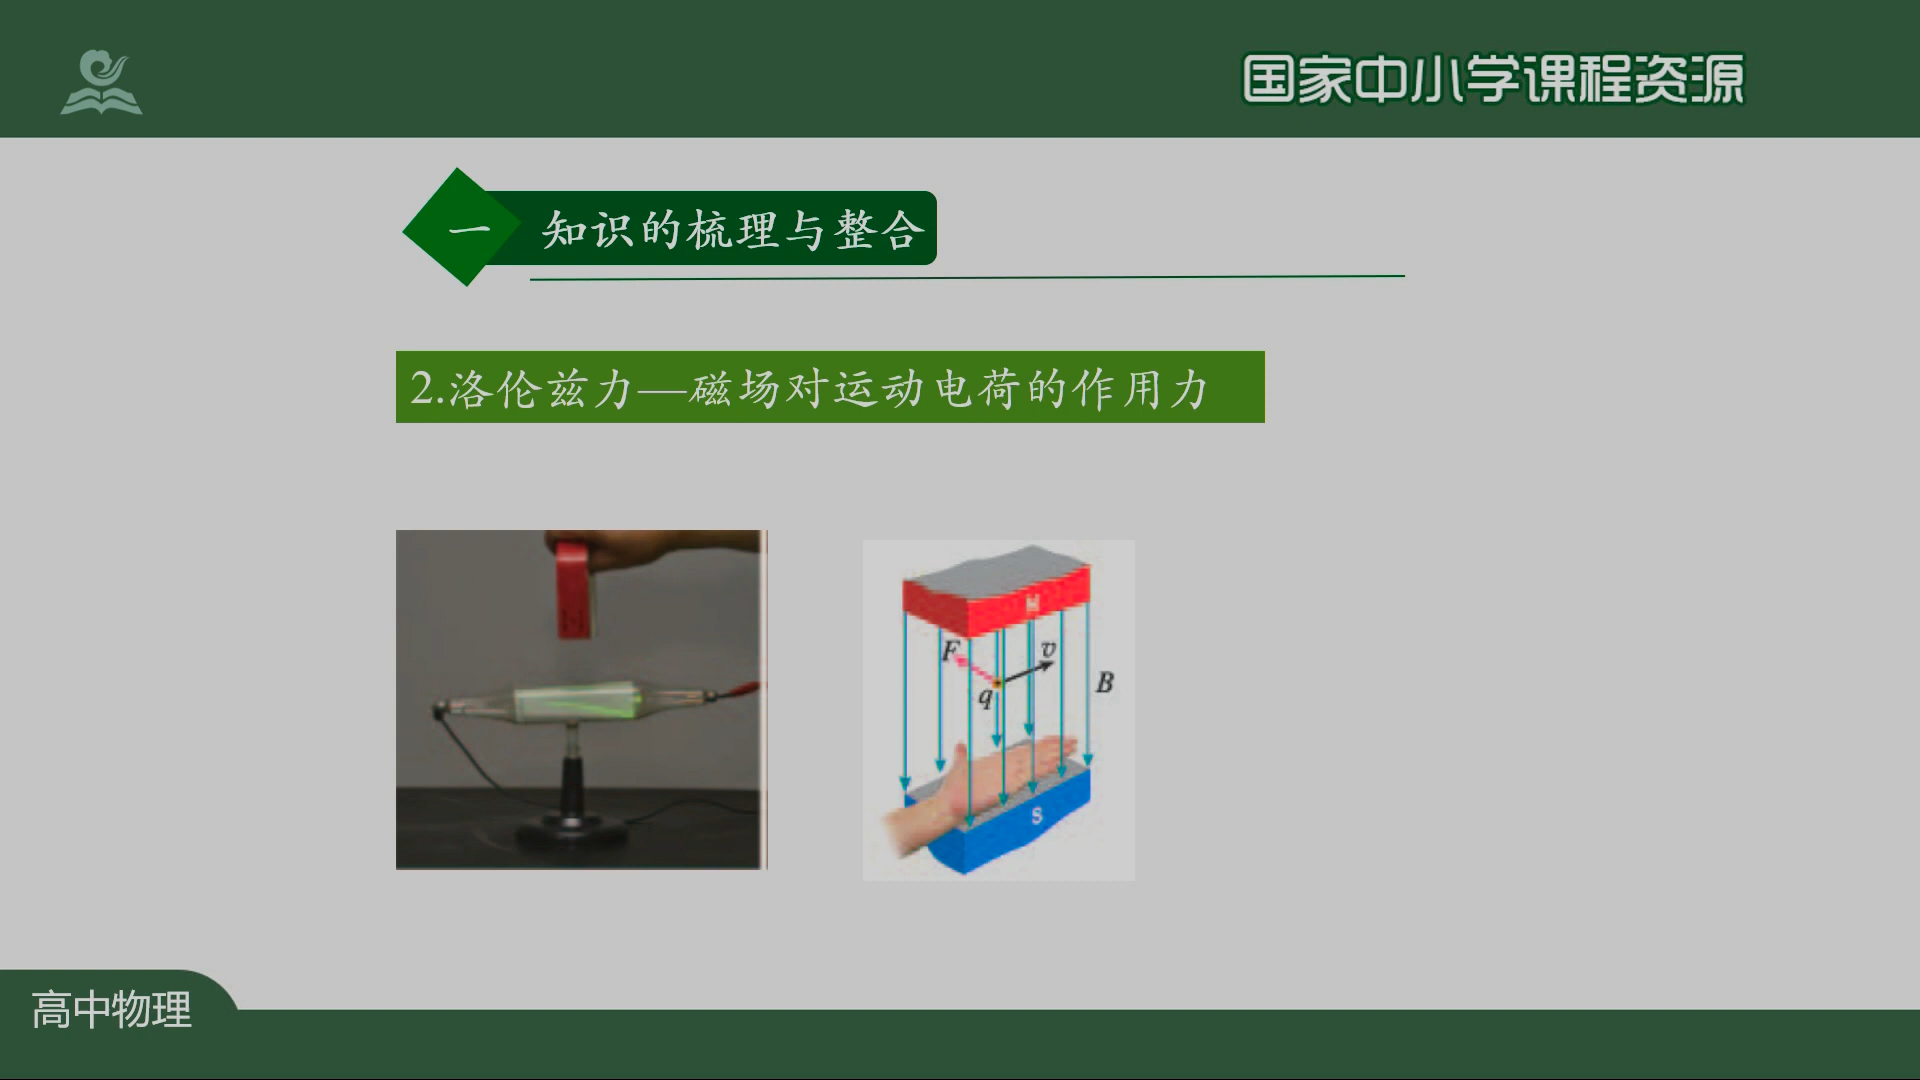 国家中小学课程资源
一 知识的梳理与整合
2.洛伦兹力—磁场对运动电荷的作用力
F
v
q
B
S
高中物理